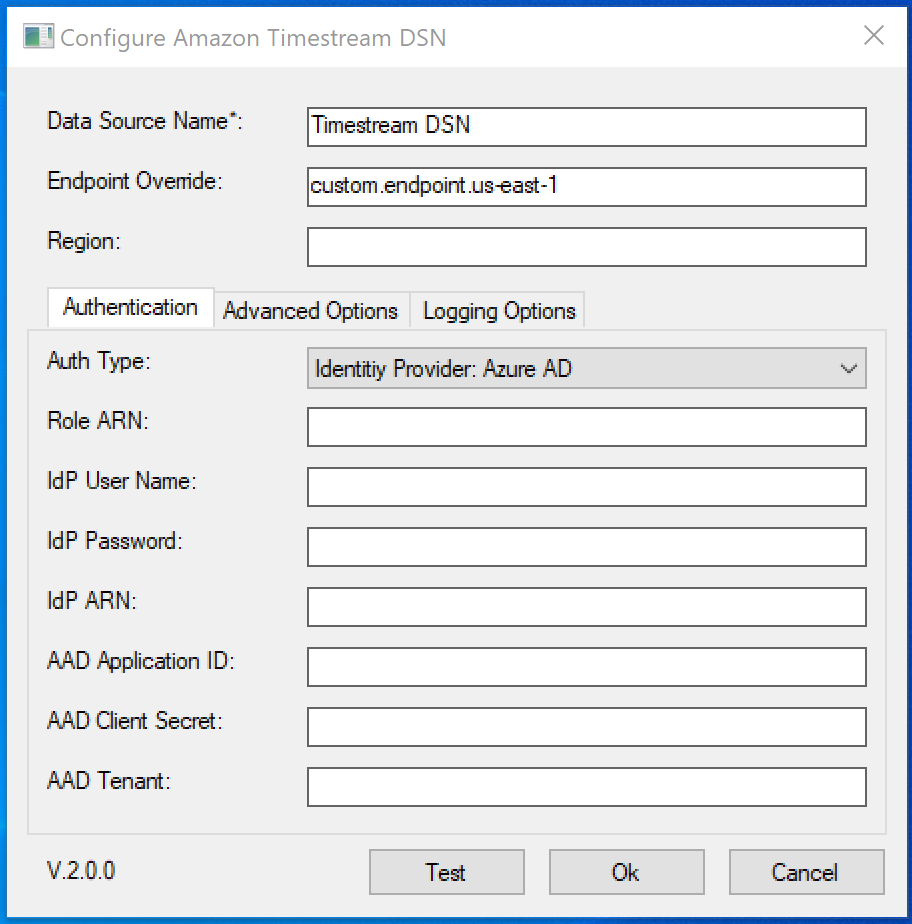 Configure Amazon Timestream DSN
Data Source Name*: Timestream DSN
Endpoint Override: custom.endpoint.us-east-1
Region:
Authentication Advanced Options Logging Options
Auth Type: Identitiy Provider: Azure AD
Role ARN:
IdP User Name:
IdP Password:
IdP ARN:
AAD Application ID:
AAD Client Secret:
AAD Tenant:
V.2.0.0 Test Ok Cancel